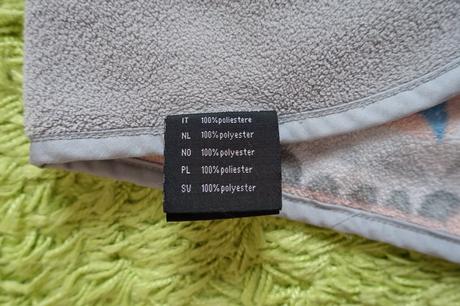 IT 100%poliestere
NL 100%polyester
NO 100%polyester
PL 100%poliester
SU 100%polyester